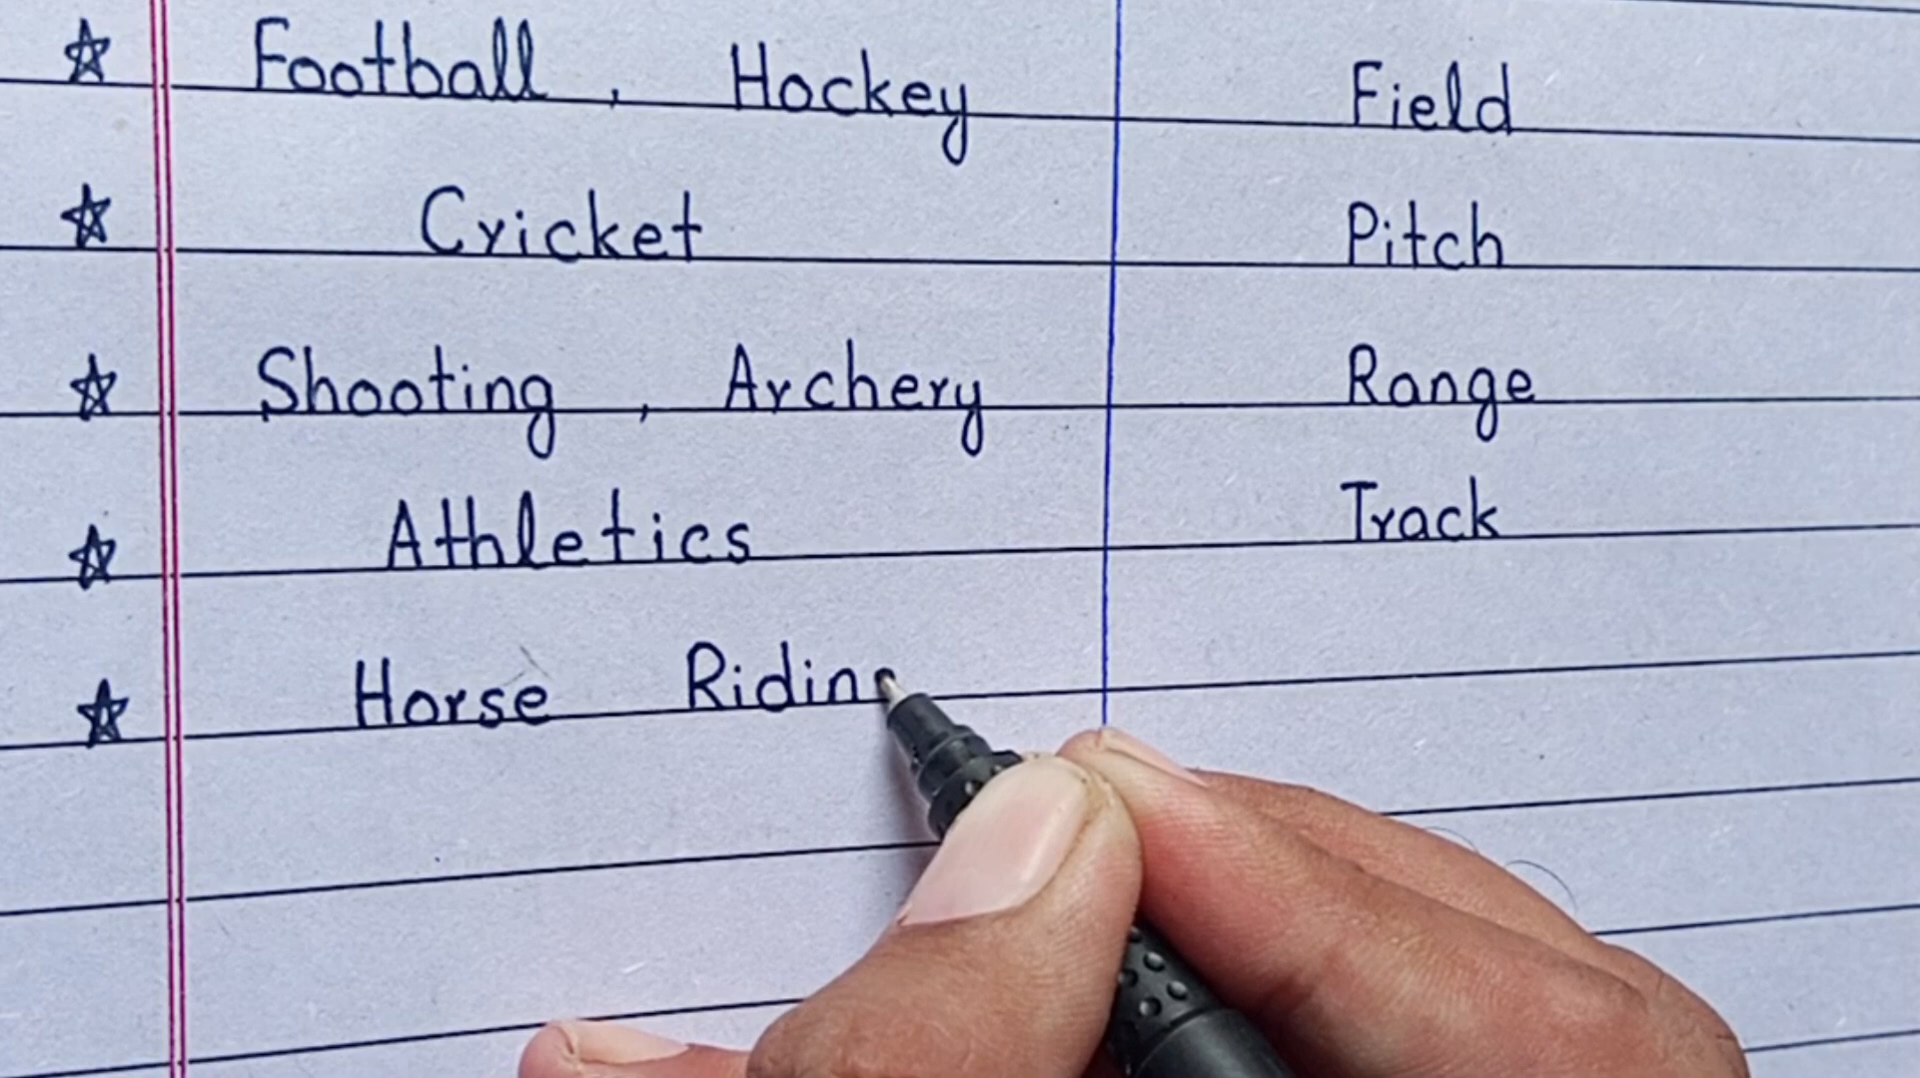 ☆ Football, Hockey Field
☆ Cricket Pitch
☆ Shooting, Archery Range
☆ Athletics Track
☆ Horse Ridin